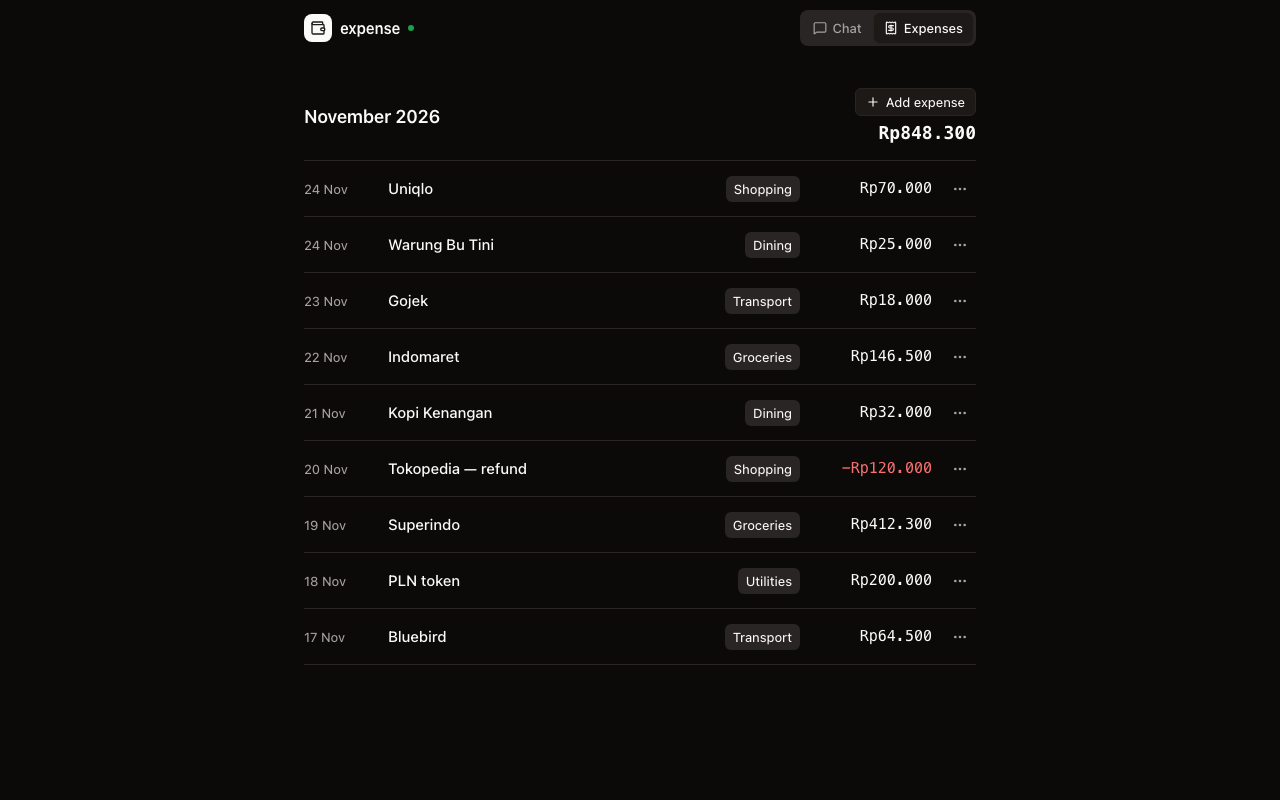 expense
Chat
Expenses
November 2026
Add expense
Rp848.300
24 Nov Uniqlo Shopping Rp70.000
24 Nov Warung Bu Tini Dining Rp25.000
23 Nov Gojek Transport Rp18.000
22 Nov Indomaret Groceries Rp146.500
21 Nov Kopi Kenangan Dining Rp32.000
20 Nov Tokopedia — refund Shopping −Rp120.000
19 Nov Superindo Groceries Rp412.300
18 Nov PLN token Utilities Rp200.000
17 Nov Bluebird Transport Rp64.500